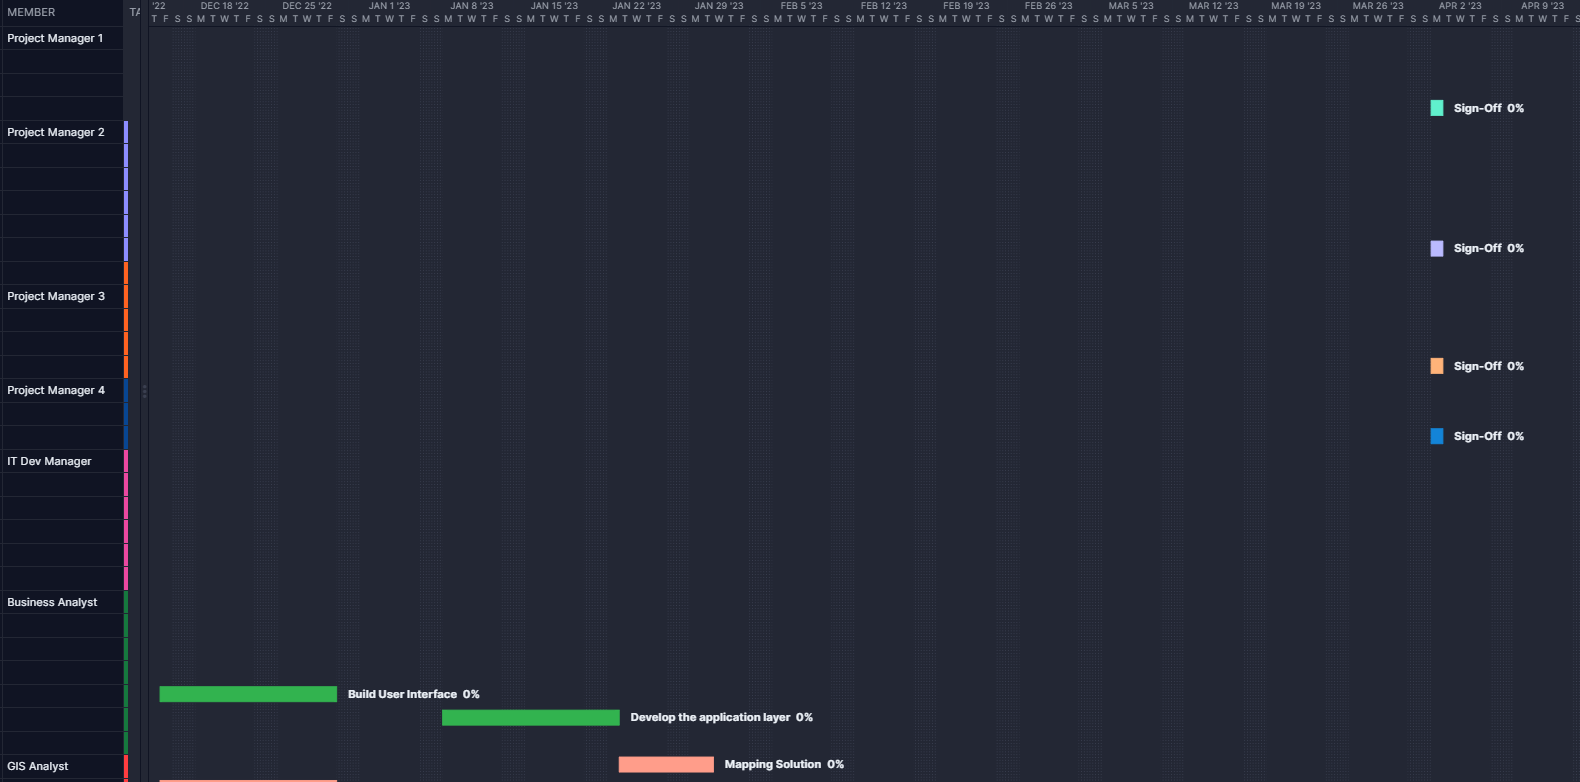 MEMBER
TA
'22
DEC 18 '22
DEC 25 '22
JAN 1 '23
JAN 8 '23
JAN 15 '23
JAN 22 '23
JAN 29 '23
FEB 5 '23
FEB 12 '23
FEB 19 '23
FEB 26 '23
MAR 5 '23
MAR 12 '23
MAR 19 '23
MAR 26 '23
APR 2 '23
APR 9 '23
T F S S M T W T F S S M T W T F S S M T W T F S S M T W T F S S M T W T F S S M T W T F S S M T W T F S S M T W T F S S M T W T F S S M T W T F S S M T W T F S S M T W T F S S M T W T F S S M T W T F S S M T W T F S S M T W T F S S M T W T F S
Project Manager 1
Sign-Off 0%
Project Manager 2
Sign-Off 0%
Project Manager 3
Sign-Off 0%
Project Manager 4
Sign-Off 0%
IT Dev Manager
Business Analyst
Build User Interface 0%
Develop the application layer 0%
GIS Analyst
Mapping Solution 0%